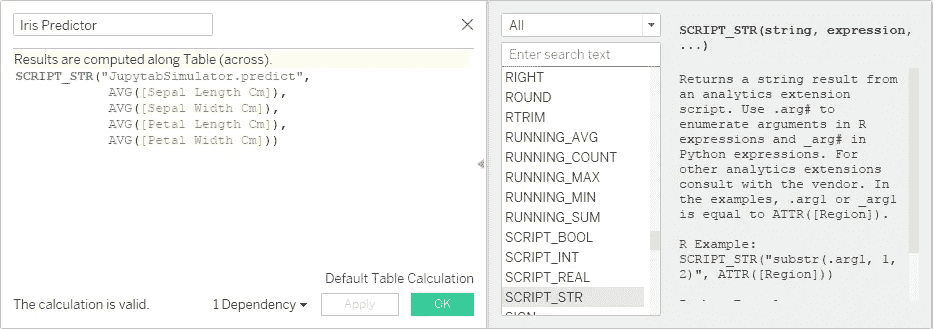 Iris Predictor
Results are computed along Table (across).
SCRIPT_STR("JupytabSimulator.predict",
AVG([Sepal Length Cm]),
AVG([Sepal Width Cm]),
AVG([Petal Length Cm]),
AVG([Petal Width Cm]))
Default Table Calculation
The calculation is valid.
1 Dependency
Apply
OK
All
Enter search text
RIGHT
ROUND
RTRIM
RUNNING_AVG
RUNNING_COUNT
RUNNING_MAX
RUNNING_MIN
RUNNING_SUM
SCRIPT_BOOL
SCRIPT_INT
SCRIPT_REAL
SCRIPT_STR
SCRIPT_STR(string, expression,
...)
Returns a string result from
an analytics extension
script. Use .arg# to
enumerate arguments in R
expressions and _arg# in
Python expressions. For
other analytics extensions
consult with the vendor. In
the examples, .arg1 or _arg1
is equal to ATTR([Region]).
R Example:
SCRIPT_STR("substr(.arg1, 1,
2)", ATTR([Region]))